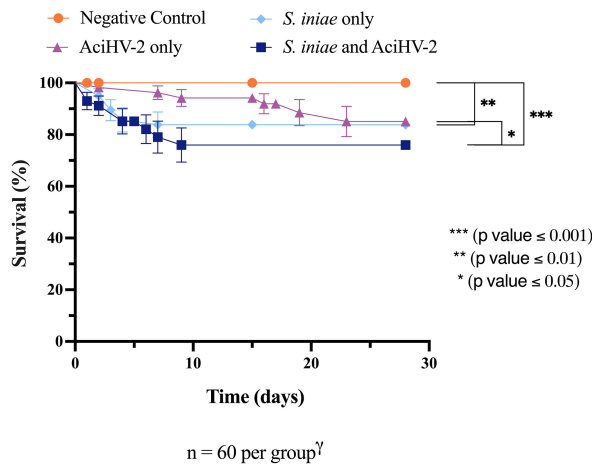 Negative Control
S. iniae only
AciHV-2 only
S. iniae and AciHV-2
100
80
60
40
20
0
Survival (%)
0
10
20
30
Time (days)
**
*
***
*** (p value ≤ 0.001)
** (p value ≤ 0.01)
* (p value ≤ 0.05)
n = 60 per groupᵞ